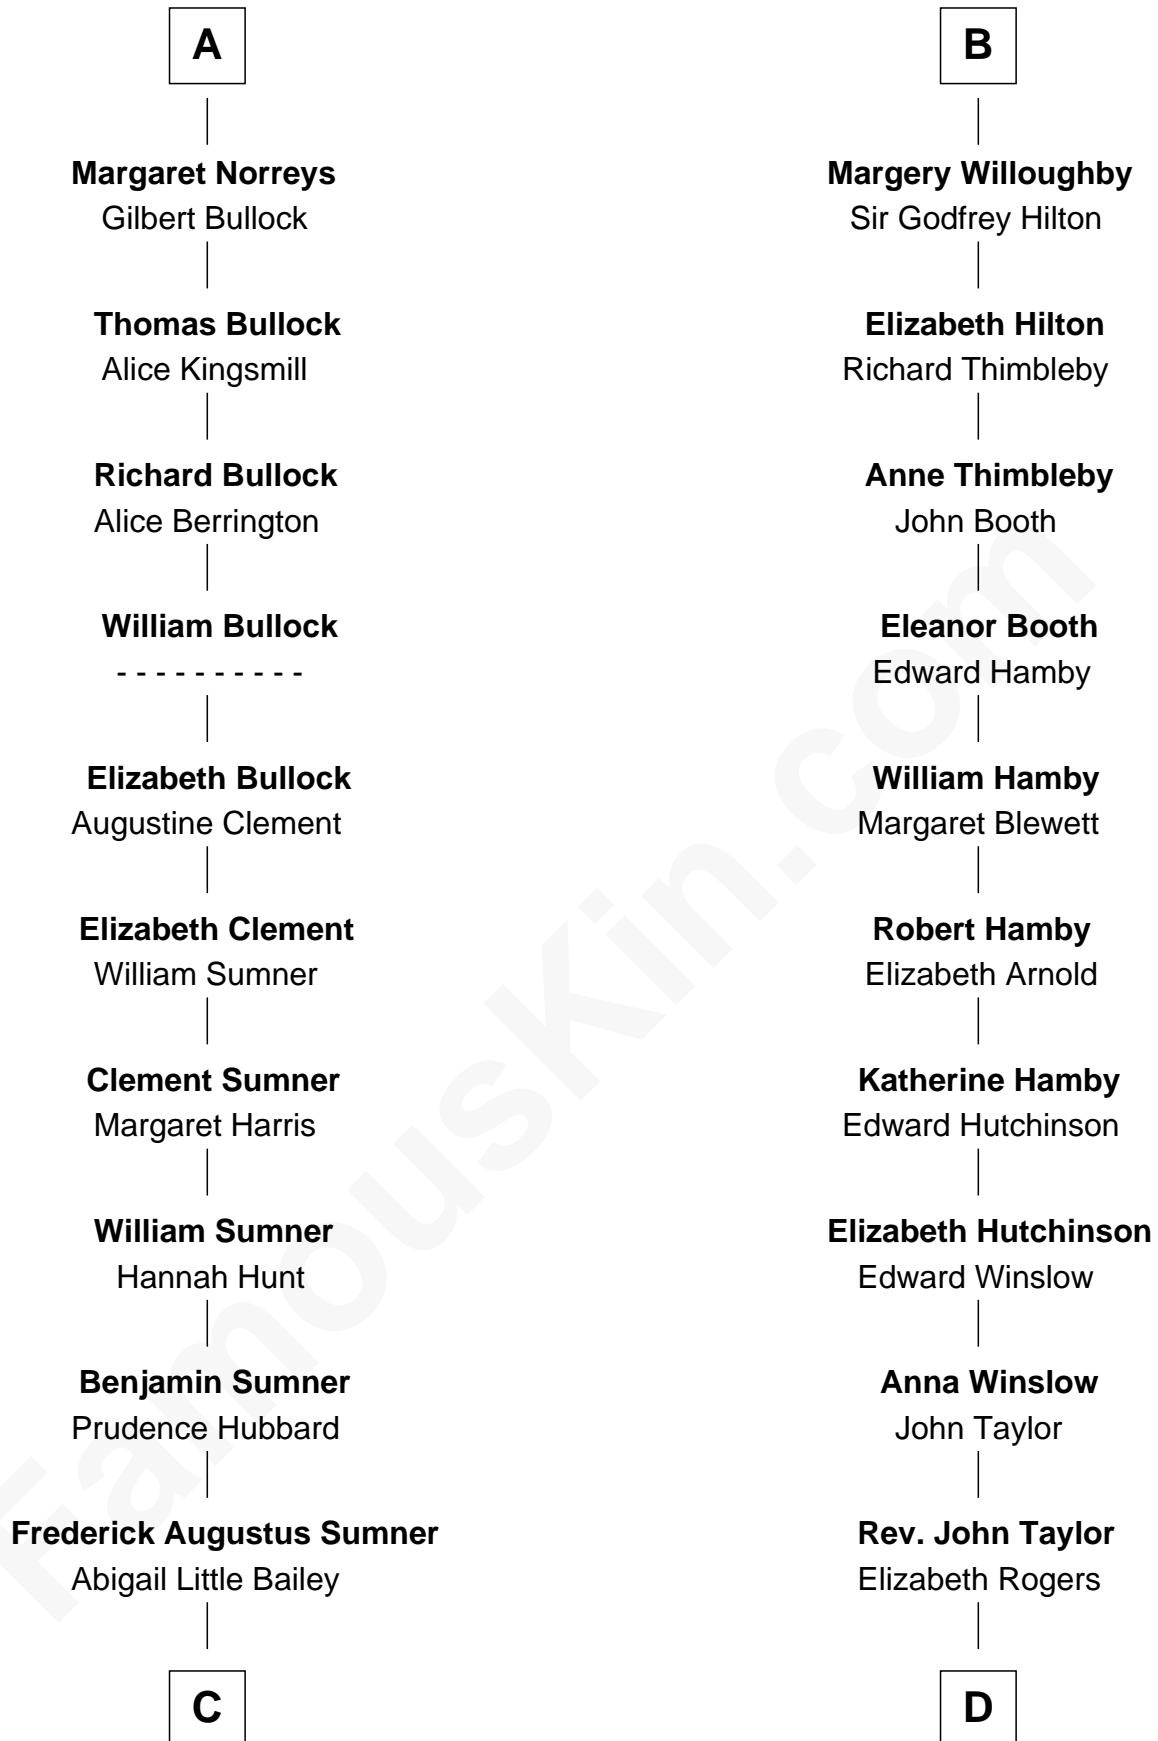 A
Margaret Norreys
Gilbert Bullock
Thomas Bullock
Alice Kingsmill
Richard Bullock
Alice Berrington
William Bullock
- - - - - - - - - -
Elizabeth Bullock
Augustine Clement
Elizabeth Clement
William Sumner
Clement Sumner
Margaret Harris
William Sumner
Hannah Hunt
Benjamin Sumner
Prudence Hubbard
Frederick Augustus Sumner
Abigail Little Bailey
C
B
Margery Willoughby
Sir Godfrey Hilton
Elizabeth Hilton
Richard Thimbleby
Anne Thimbleby
John Booth
Eleanor Booth
Edward Hamby
William Hamby
Margaret Blewett
Robert Hamby
Elizabeth Arnold
Katherine Hamby
Edward Hutchinson
Elizabeth Hutchinson
Edward Winslow
Anna Winslow
John Taylor
Rev. John Taylor
Elizabeth Rogers
D
FamousKin.com